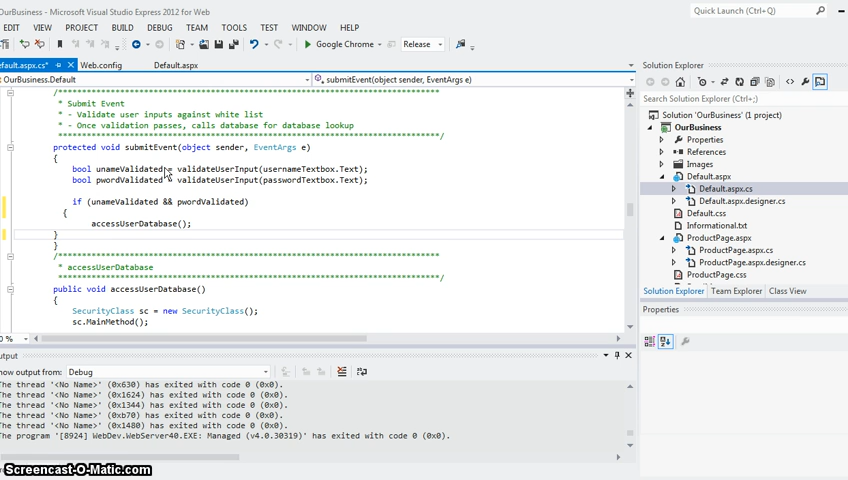 OurBusiness - Microsoft Visual Studio Express 2012 for Web
Quick Launch (Ctrl+Q)
EDIT VIEW PROJECT BUILD DEBUG TEAM TOOLS TEST WINDOW HELP
Google Chrome Release
Default.aspx.cs* Web.config Default.aspx
OurBusiness.Default
submitEvent(object sender, EventArgs e)
/********************************************************************************
* Submit Event
* - Validate user inputs against white list
* - Once validation passes, calls database for database lookup
********************************************************************************/
protected void submitEvent(object sender, EventArgs e)
{
bool unameValidated = validateUserInput(usernameTextbox.Text);
bool pwordValidated = validateUserInput(passwordTextbox.Text);
if (unameValidated && pwordValidated)
{
accessUserDatabase();
}
}
/********************************************************************************
* accessUserDatabase
********************************************************************************/
public void accessUserDatabase()
{
SecurityClass sc = new SecurityClass();
sc.MainMethod();
0 %
Output
Show output from: Debug
The thread '<No Name>' (0x630) has exited with code 0 (0x0).
The thread '<No Name>' (0x1624) has exited with code 0 (0x0).
The thread '<No Name>' (0x1344) has exited with code 0 (0x0).
The thread '<No Name>' (0xb70) has exited with code 0 (0x0).
The thread '<No Name>' (0x1480) has exited with code 0 (0x0).
The program '[8924] WebDev.WebServer40.EXE: Managed (v4.0.30319)' has exited with code 0 (0x0).
Solution Explorer
Search Solution Explorer (Ctrl+;)
Solution 'OurBusiness' (1 project)
OurBusiness
Properties
References
Images
Default.aspx
Default.aspx.cs
Default.aspx.designer.cs
Default.css
Informational.txt
ProductPage.aspx
ProductPage.aspx.cs
ProductPage.aspx.designer.cs
ProductPage.css
Solution Explorer Team Explorer Class View
Properties
Screencast-O-Matic.com